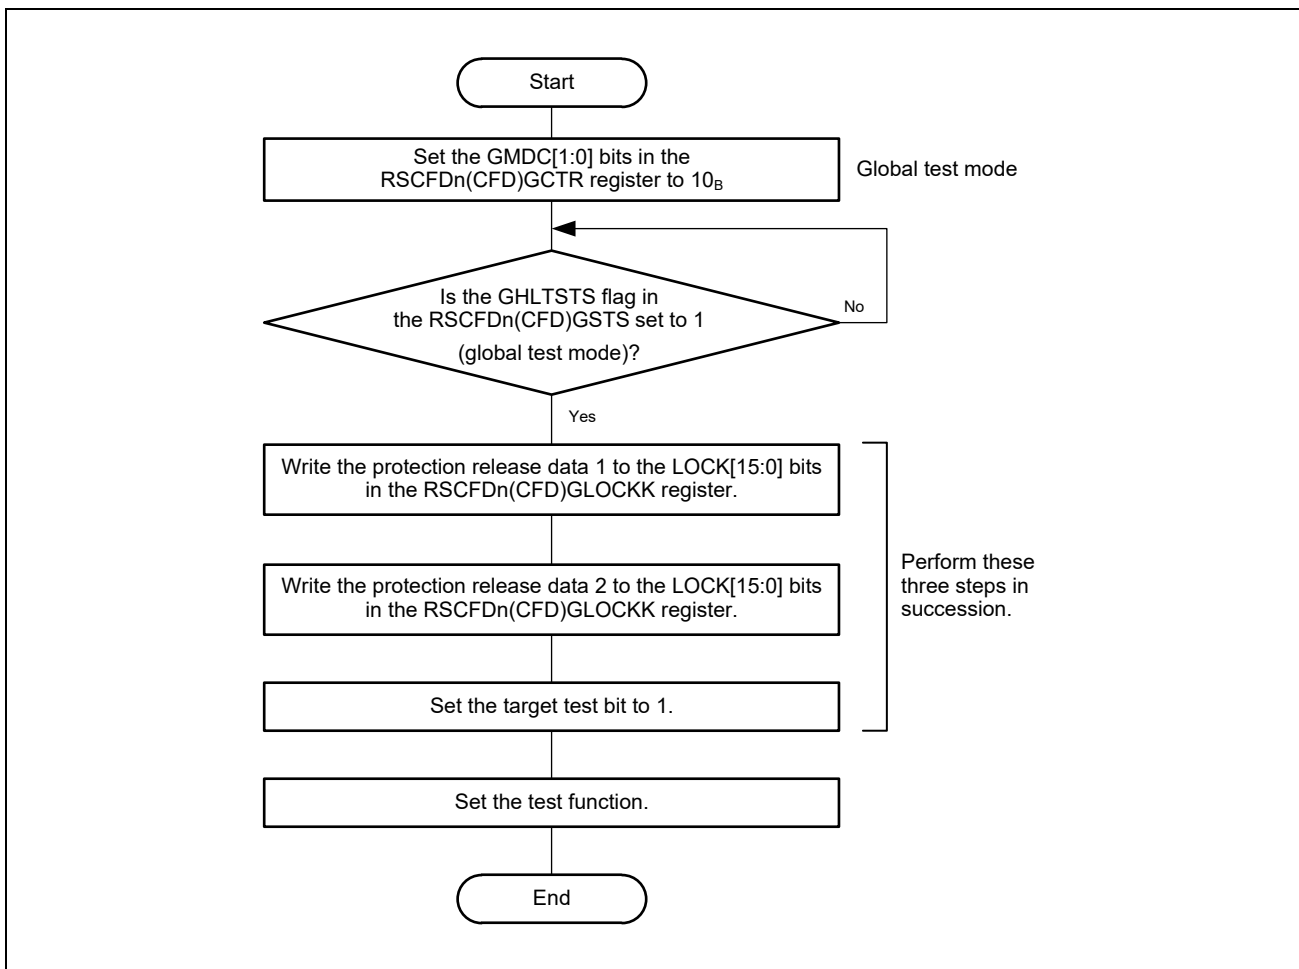 Start
Set the GMDC[1:0] bits in the
RSCFDn(CFD)GCTR register to 10B
Global test mode
Is the GHLTSTS flag in
the RSCFDn(CFD)GSTS set to 1
(global test mode)?
No
Yes
Write the protection release data 1 to the LOCK[15:0] bits
in the RSCFDn(CFD)GLOCKK register.
Write the protection release data 2 to the LOCK[15:0] bits
in the RSCFDn(CFD)GLOCKK register.
Perform these
three steps in
succession.
Set the target test bit to 1.
Set the test function.
End